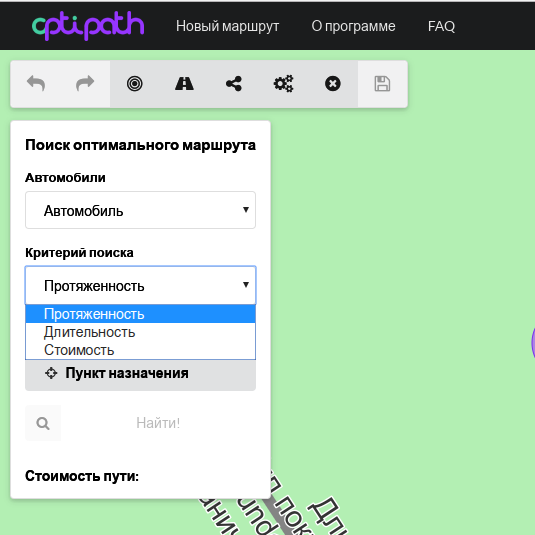 optipath Новый маршрут О программе FAQ
Поиск оптимального маршрута
Автомобили
Автомобиль
Критерий поиска
Протяженность
Протяженность
Длительность
Стоимость
Пункт назначения
Найти!
Стоимость пути: